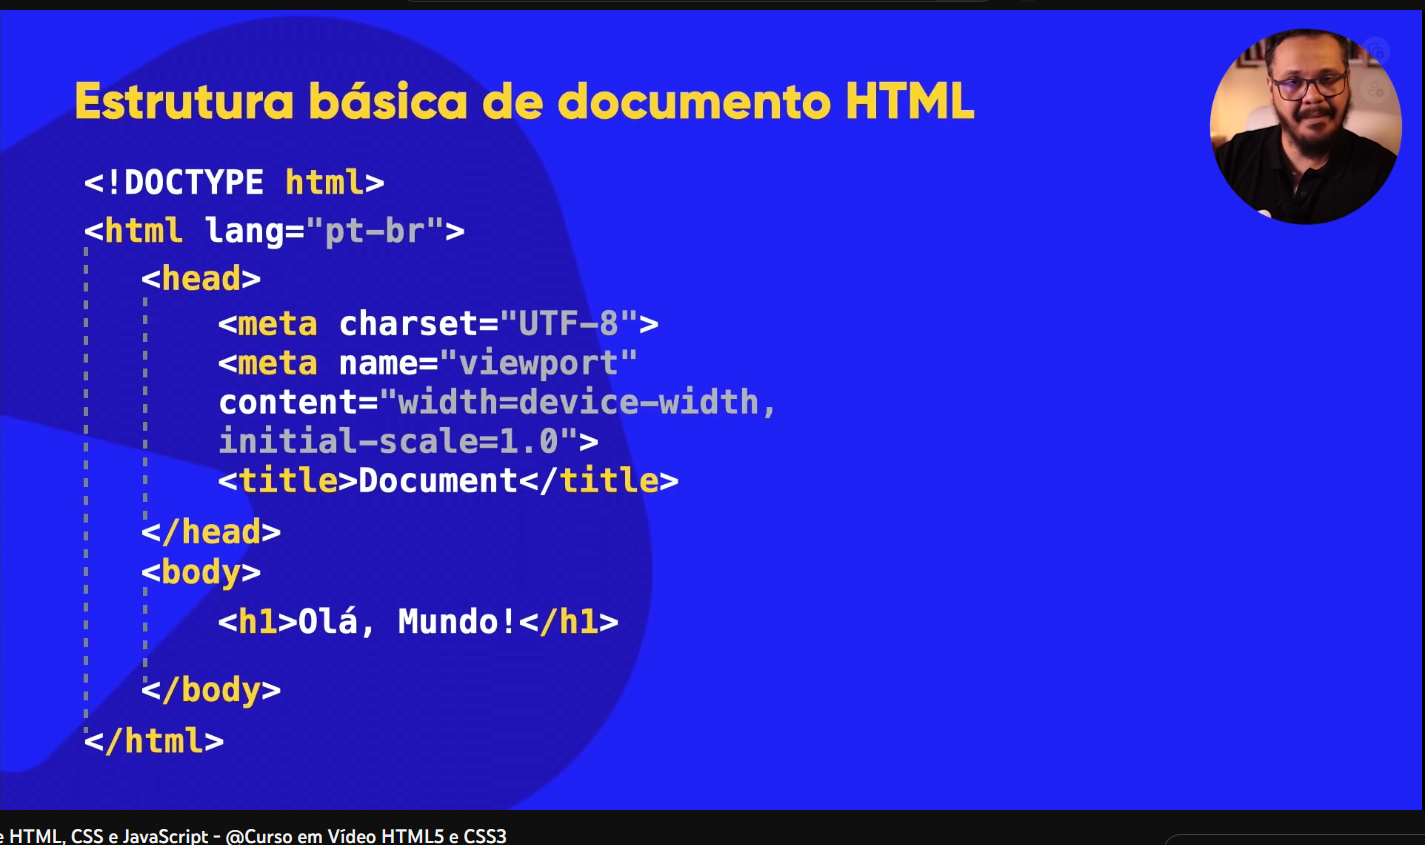 Estrutura básica de documento HTML
<!DOCTYPE html>
<html lang="pt-br">
<head>
<meta charset="UTF-8">
<meta name="viewport"
content="width=device-width,
initial-scale=1.0">
<title>Document</title>
</head>
<body>
<h1>Olá, Mundo!</h1>
</body>
</html>
e HTML, CSS e JavaScript - @Curso em Vídeo HTML5 e CSS3